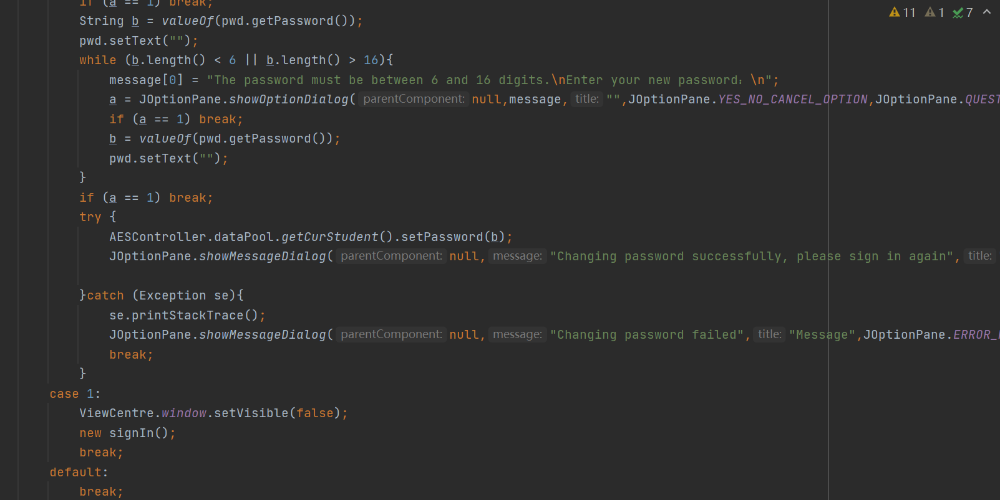 if (a == 1) break;
11 1 7
String b = valueOf(pwd.getPassword());
pwd.setText("");
while (b.length() < 6 || b.length() > 16){
message[0] = "The password must be between 6 and 16 digits.\nEnter your new password：\n";
a = JOptionPane.showOptionDialog( parentComponent: null,message, title: "",JOptionPane.YES_NO_CANCEL_OPTION,JOptionPane.QUEST
if (a == 1) break;
b = valueOf(pwd.getPassword());
pwd.setText("");
}
if (a == 1) break;
try {
AESController.dataPool.getCurStudent().setPassword(b);
JOptionPane.showMessageDialog( parentComponent: null, message: "Changing password successfully, please sign in again", title:
}catch (Exception se){
se.printStackTrace();
JOptionPane.showMessageDialog( parentComponent: null, message: "Changing password failed", title: "Message",JOptionPane.ERROR_
break;
}
case 1:
ViewCentre.window.setVisible(false);
new signIn();
break;
default:
break;